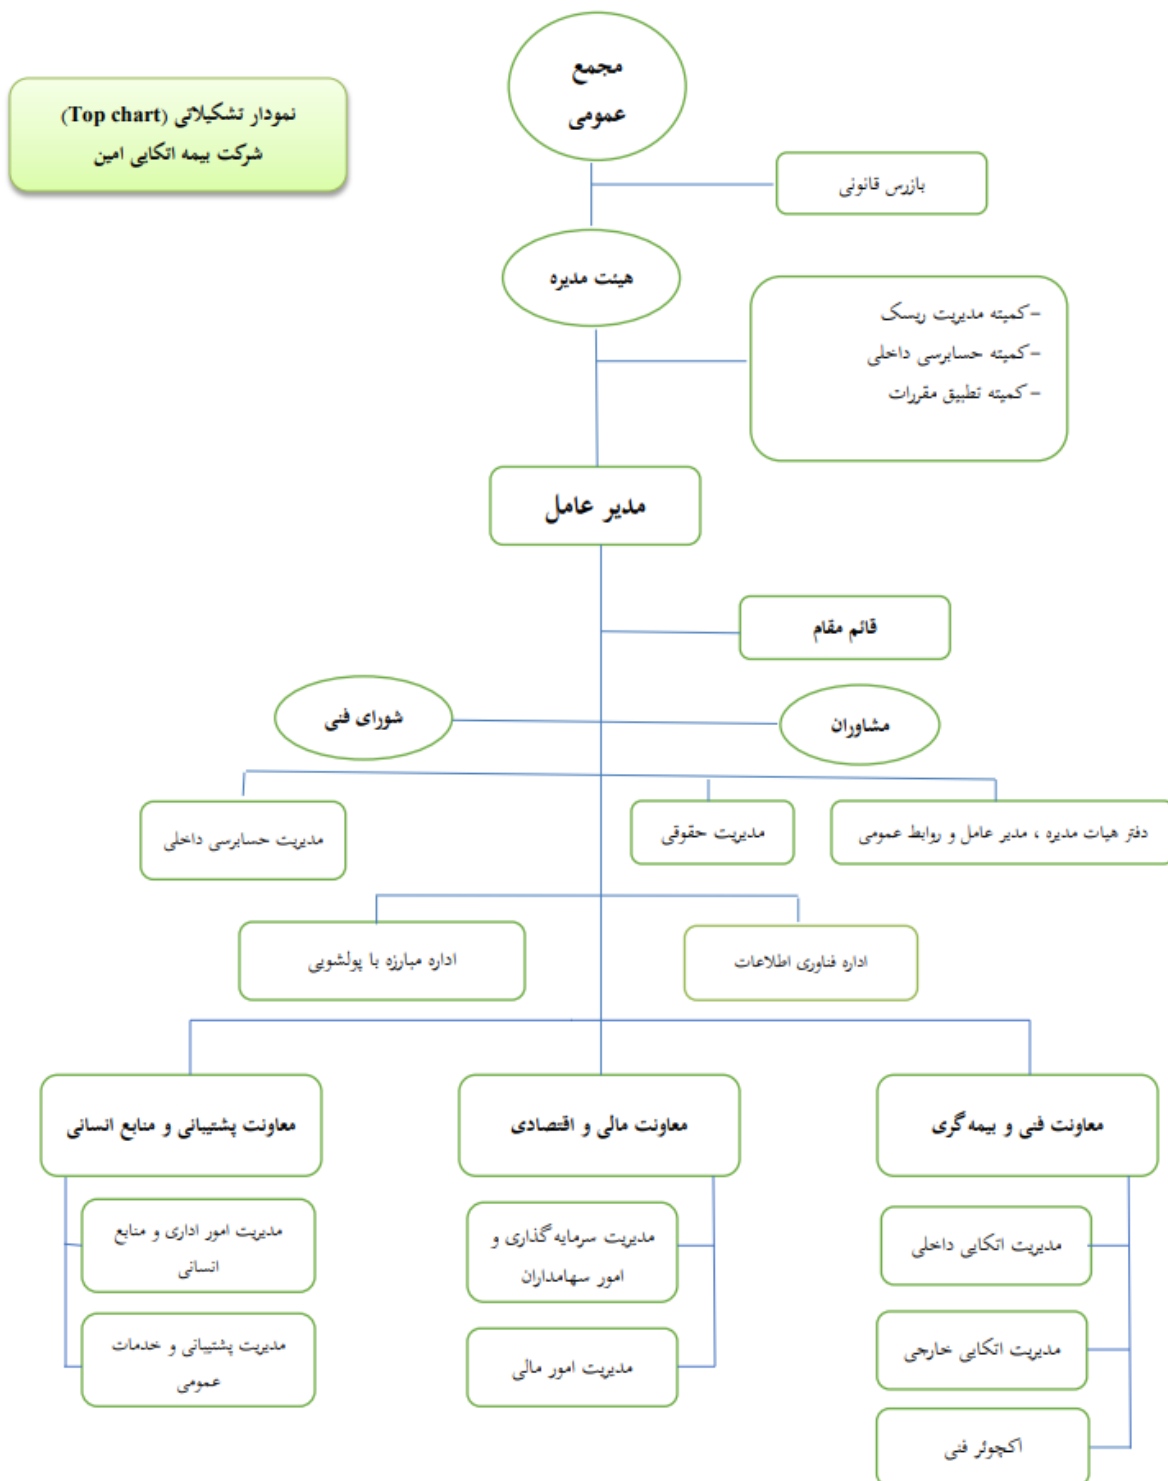 مجمع
عمومی
نمودار تشکیلاتی (Top chart)
شرکت بیمه اتکایی امین
بازرس قانونی
هیئت مدیره
- کمیته مدیریت ریسک
- کمیته حسابرسی داخلی
- کمیته تطبیق مقررات
مدیر عامل
قائم مقام
مشاوران
شورای فنی
دفتر هیات مدیره ، مدیر عامل و روابط عمومی
مدیریت حقوقی
مدیریت حسابرسی داخلی
اداره فناوری اطلاعات
اداره مبارزه با پولشویی
معاونت فنی و بیمه گری
معاونت مالی و اقتصادی
معاونت پشتیبانی و منابع انسانی
مدیریت اتکایی داخلی
مدیریت اتکایی خارجی
اکچوئر فنی
مدیریت سرمایه گذاری و
امور سهامداران
مدیریت امور مالی
مدیریت امور اداری و منابع
انسانی
مدیریت پشتیبانی و خدمات
عمومی